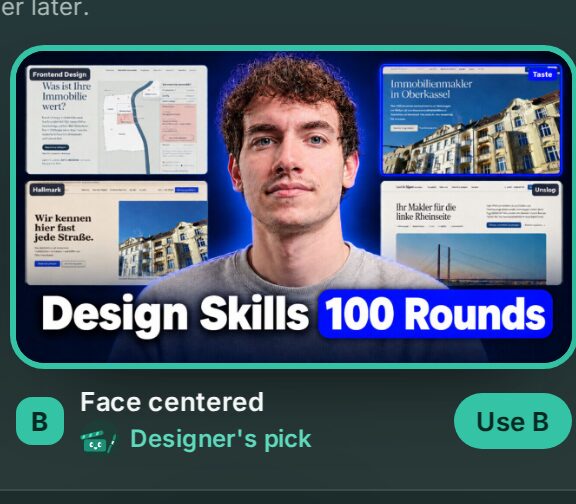 er later.
Frontend Design
Was ist Ihre
Immobilie
wert?
Immobilienmakler
in Oberkassel
Taste
Hallmark
Wir kennen
hier fast
jede Straße.
Unslop
Ihr Makler für die
linke Rheinseite
Design Skills 100 Rounds
B
Face centered
Designer's pick
Use B